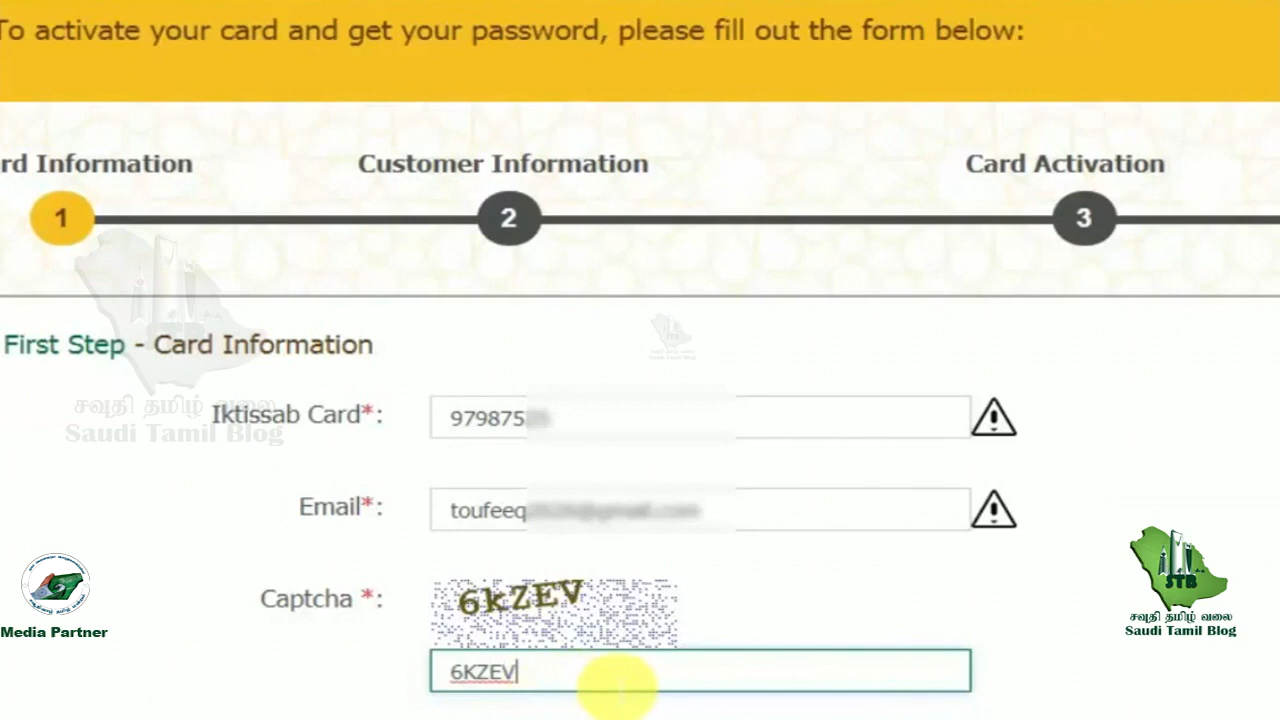 To activate your card and get your password, please fill out the form below:
rd Information
Customer Information
Card Activation
1
2
3
First Step - Card Information
சவுதி தமிழ் வலை
Saudi Tamil Blog
Iktissab Card*:
979875
Email*:
toufeeq
Captcha *:
6kZEV
6KZEV
Media Partner
STB
சவுதி தமிழ் வலை
Saudi Tamil Blog